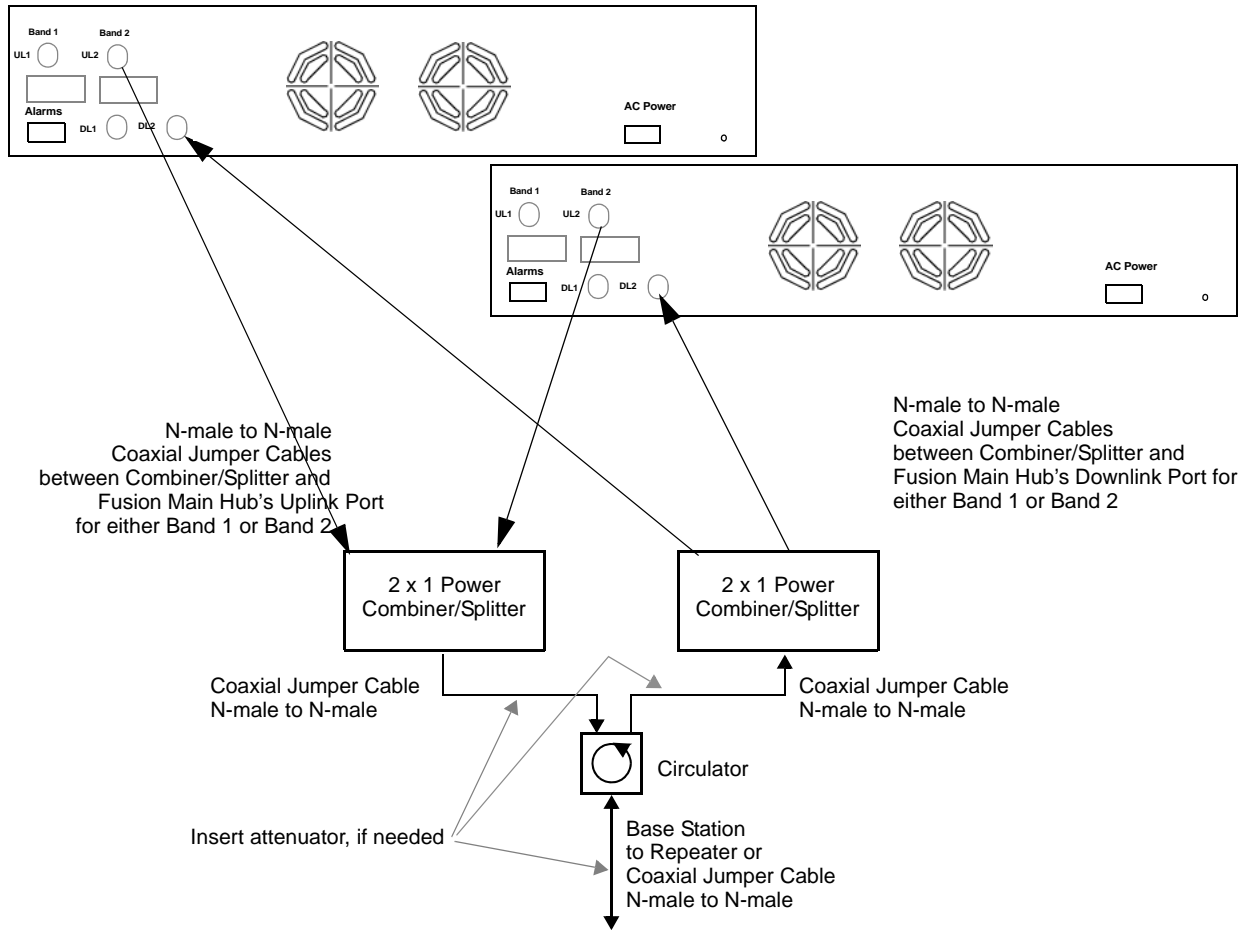 Band 1 Band 2
UL1 UL2
Alarms
DL1 DL2
AC Power
Band 1 Band 2
UL1 UL2
Alarms
DL1 DL2
AC Power
N-male to N-male
Coaxial Jumper Cables
between Combiner/Splitter and
Fusion Main Hub's Uplink Port
for either Band 1 or Band 2
N-male to N-male
Coaxial Jumper Cables
between Combiner/Splitter and
Fusion Main Hub's Downlink Port for
either Band 1 or Band 2
2 x 1 Power
Combiner/Splitter
2 x 1 Power
Combiner/Splitter
Coaxial Jumper Cable
N-male to N-male
Coaxial Jumper Cable
N-male to N-male
Circulator
Insert attenuator, if needed
Base Station
to Repeater or
Coaxial Jumper Cable
N-male to N-male